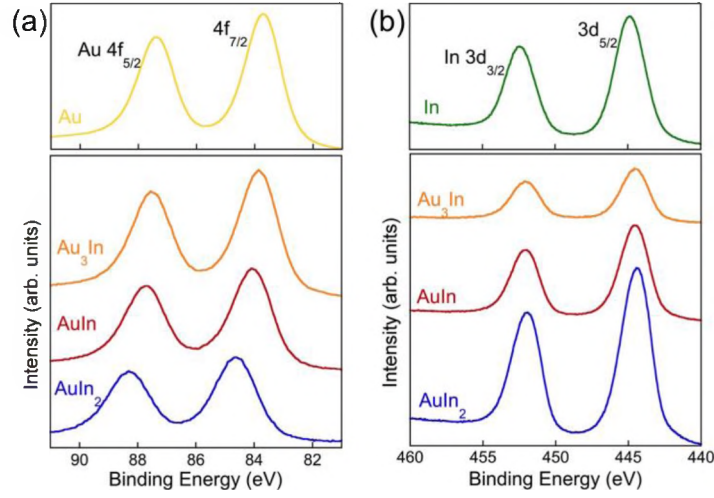 (a)
Au 4f5/2
4f7/2
Au
Au3In
AuIn
AuIn2
Intensity (arb. units)
90 88 86 84 82
Binding Energy (eV)
(b)
In 3d3/2
3d5/2
In
Au3In
AuIn
AuIn2
Intensity (arb. units)
460 455 450 445 440
Binding Energy (eV)